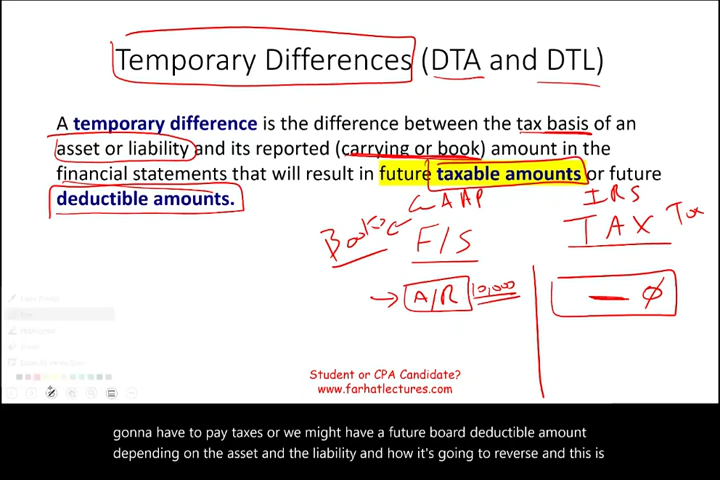 Temporary Differences (DTA and DTL)
A temporary difference is the difference between the tax basis of an
asset or liability and its reported (carrying or book) amount in the
financial statements that will result in future taxable amounts or future
deductible amounts.
GAAP
IRS
Books
F/S
TAX
Tax
A/R 10,000
Student or CPA Candidate?
www.farhatlectures.com
gonna have to pay taxes or we might have a future board deductible amount
depending on the asset and the liability and how it's going to reverse and this is